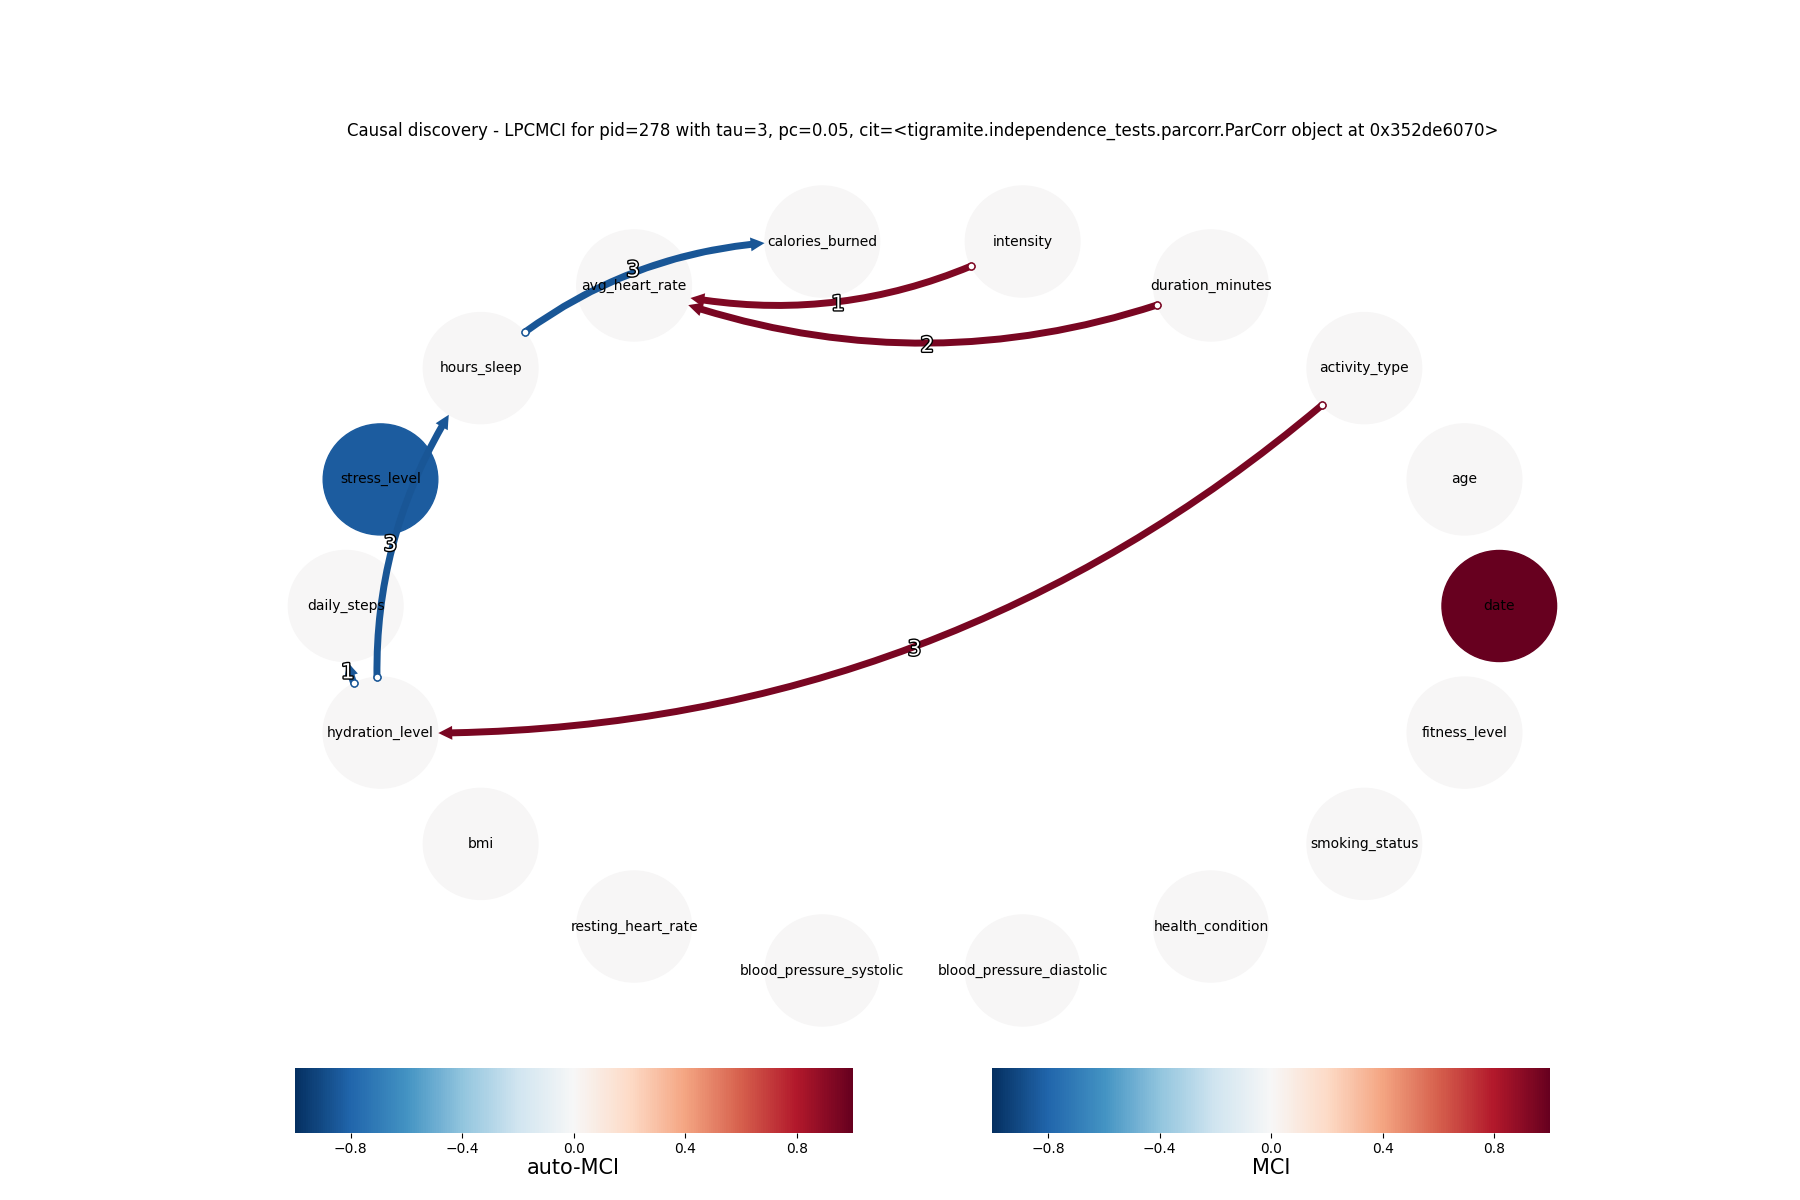 Causal discovery - LPCMCI for pid=278 with tau=3, pc=0.05, cit=<tigramite.independence_tests.parcorr.ParCorr object at 0x352de6070>
calories_burned
intensity
3
avg_heart_rate
duration_minutes
1
2
hours_sleep
activity_type
stress_level
age
3
daily_steps
date
1
3
hydration_level
fitness_level
bmi
smoking_status
resting_heart_rate
health_condition
blood_pressure_systolic
blood_pressure_diastolic
−0.8 −0.4 0.0 0.4 0.8
auto-MCI
−0.8 −0.4 0.0 0.4 0.8
MCI